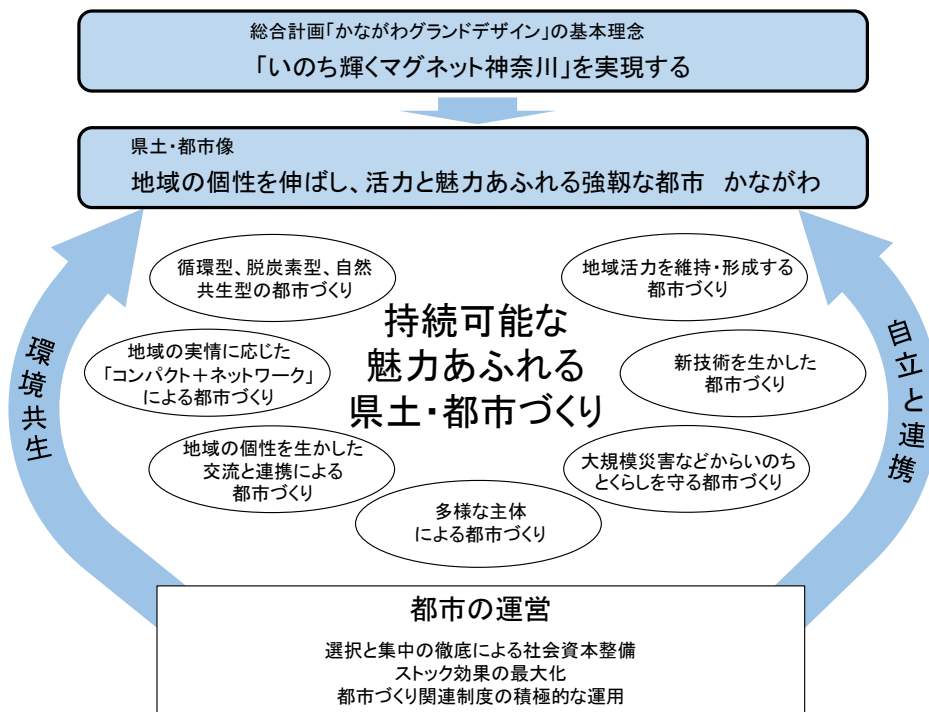 総合計画「かながわグランドデザイン」の基本理念
「いのち輝くマグネット神奈川」を実現する
県土・都市像
地域の個性を伸ばし、活力と魅力あふれる強靱な都市　かながわ
循環型、脱炭素型、自然
共生型の都市づくり
地域活力を維持・形成する
都市づくり
持続可能な
魅力あふれる
県土・都市づくり
地域の実情に応じた
「コンパクト＋ネットワーク」
による都市づくり
新技術を生かした
都市づくり
地域の個性を生かした
交流と連携による
都市づくり
大規模災害などからいのち
とくらしを守る都市づくり
多様な主体
による都市づくり
環境共生
自立と連携
都市の運営
選択と集中の徹底による社会資本整備
ストック効果の最大化
都市づくり関連制度の積極的な運用